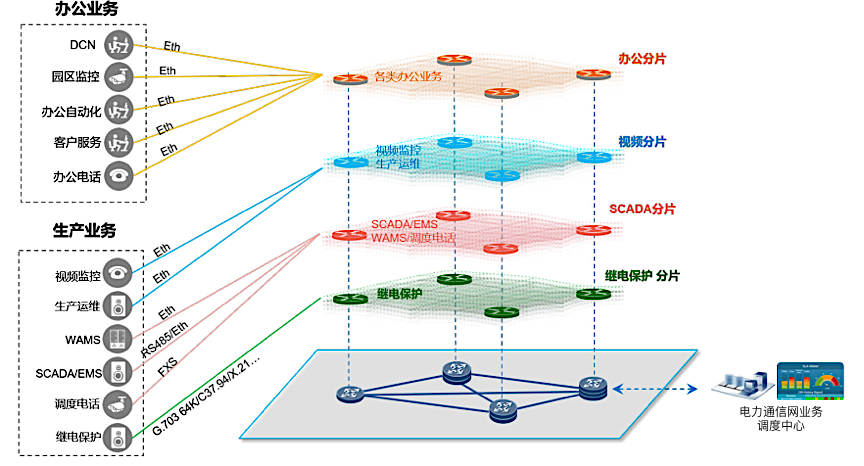 办公业务
DCN
Eth
园区监控
Eth
办公自动化
Eth
客户服务
Eth
办公电话
Eth
生产业务
视频监控
Eth
生产运维
Eth
WAMS
Eth
SCADA/EMS
RS485/Eth
调度电话
FXS
继电保护
G.703 64K/C37.94/X.21…
各类办公业务
办公分片
视频监控
生产运维
视频分片
SCADA/EMS
WAMS/调度电话
SCADA分片
继电保护
继电保护 分片
电力通信网业务
调度中心